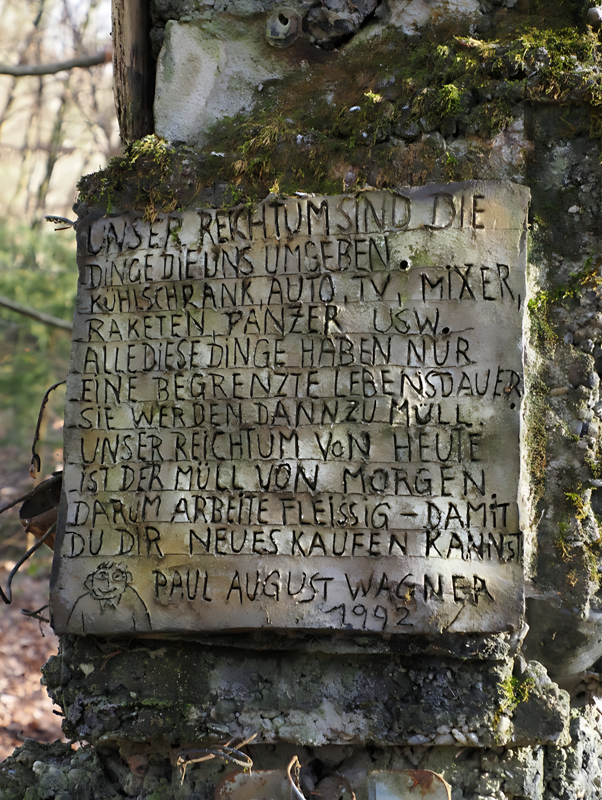 UNSER REICHTUM SIND DIE
DINGE DIE UNS UMGEBEN.
KÜHLSCHRANK, AUTO, TV, MiXER,
RAKETEN, PANZER USW.
ALLE DIESE DINGE HABEN NUR
EINE BEGRENZTE LEBENSDAUER
SIE WERDEN DANN ZU MÜLL.
UNSER REICHTUM VON HEUTE
IST DER MÜLL VON MORGEN
DARUM ARBEITE FLEISSIG – DAMIT
DU DIR NEUES KAUFEN KANNST
PAUL AUGUST WAGNER
1992